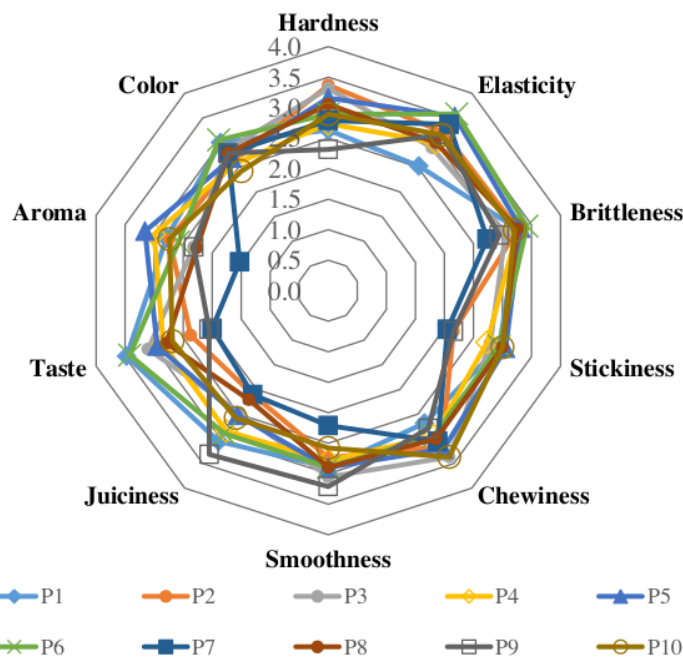 Hardness
4.0
Color
3.5
Elasticity
3.0
2.5
2.0
Aroma
1.5
Brittleness
1.0
0.5
0.0
Taste
Stickiness
Juiciness
Chewiness
Smoothness
P1 P2 P3 P4 P5
P6 P7 P8 P9 P10